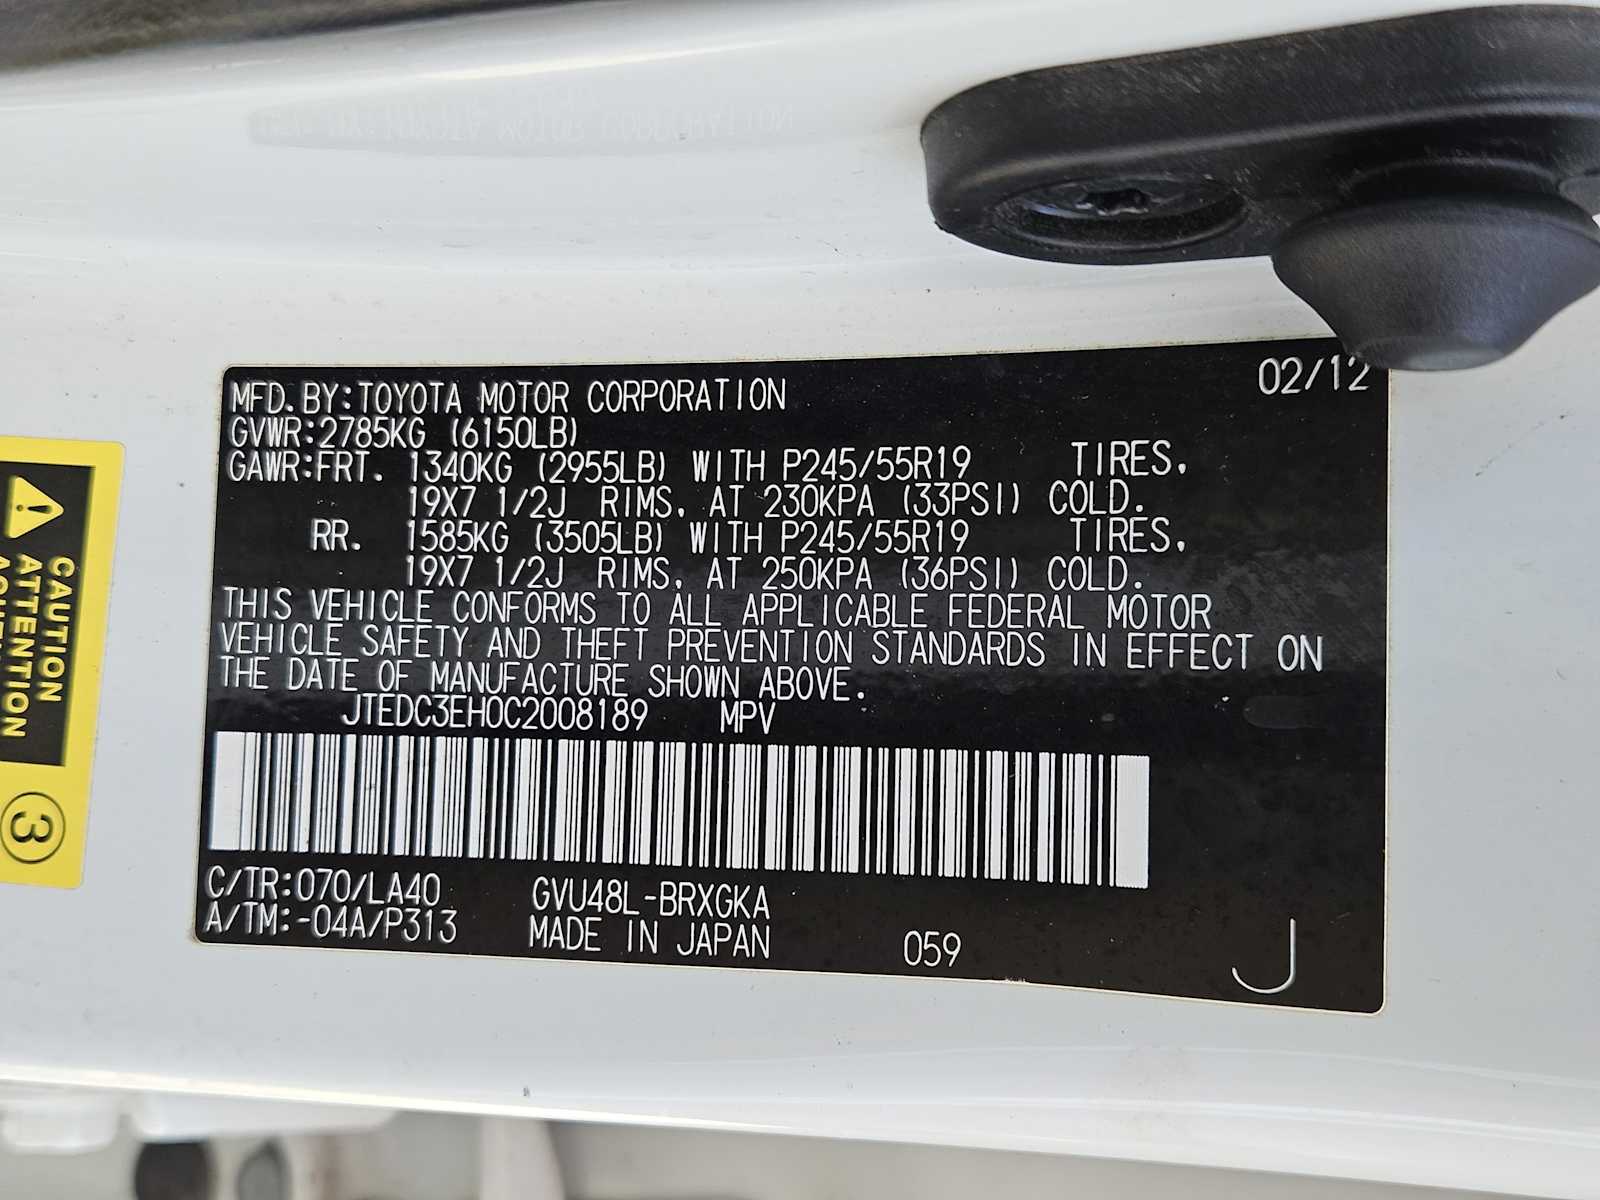 MFD.BY:TOYOTA MOTOR CORPORATION 02/12
GVWR:2785KG (6150LB)
GAWR:FRT. 1340KG (2955LB) WITH P245/55R19 TIRES,
19X7 1/2J RIMS, AT 230KPA (33PSI) COLD.
RR. 1585KG (3505LB) WITH P245/55R19 TIRES,
19X7 1/2J RIMS, AT 250KPA (36PSI) COLD.
THIS VEHICLE CONFORMS TO ALL APPLICABLE FEDERAL MOTOR
VEHICLE SAFETY AND THEFT PREVENTION STANDARDS IN EFFECT ON
THE DATE OF MANUFACTURE SHOWN ABOVE.
JTEDC3EH0C2008189 MPV
C/TR:070/LA40 GVU48L-BRXGKA
A/TM:-04A/P313 MADE IN JAPAN 059 J
CAUTION
ATTENTION
3